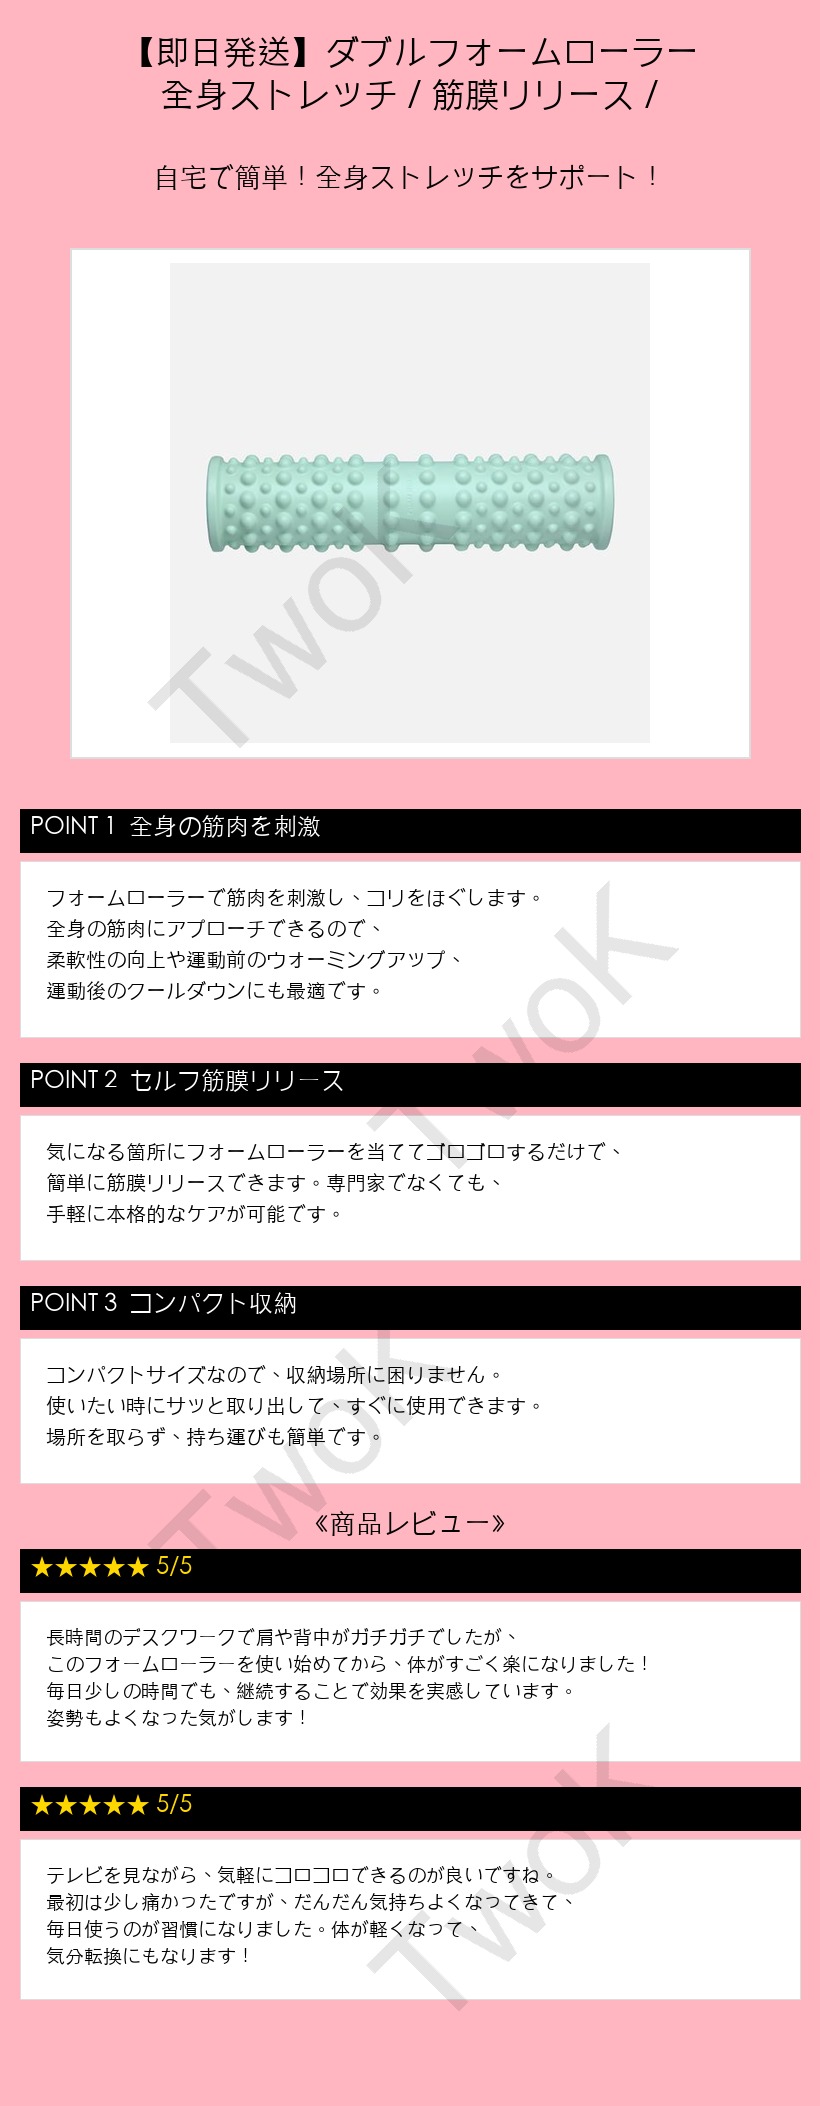 【即日発送】ダブルフォームローラー
全身ストレッチ / 筋膜リリース /
自宅で簡単！全身ストレッチをサポート！
TwoK
POINT 1 全身の筋肉を刺激
フォームローラーで筋肉を刺激し、コリをほぐします。
全身の筋肉にアプローチできるので、
柔軟性の向上や運動前のウォーミングアップ、
運動後のクールダウンにも最適です。
TwoK
POINT 2 セルフ筋膜リリース
気になる箇所にフォームローラーを当ててゴロゴロするだけで、
簡単に筋膜リリースできます。専門家でなくても、
手軽に本格的なケアが可能です。
POINT 3 コンパクト収納
コンパクトサイズなので、収納場所に困りません。
使いたい時にサッと取り出して、すぐに使用できます。
場所を取らず、持ち運びも簡単です。
TwoK
《商品レビュー》
★★★★★ 5/5
長時間のデスクワークで肩や背中がガチガチでしたが、
このフォームローラーを使い始めてから、体がすごく楽になりました！
毎日少しの時間でも、継続することで効果を実感しています。
姿勢もよくなった気がします！
★★★★★ 5/5
テレビを見ながら、気軽にコロコロできるのが良いですね。
最初は少し痛かったですが、だんだん気持ちよくなってきて、
毎日使うのが習慣になりました。体が軽くなって、
気分転換にもなります！
TwoK